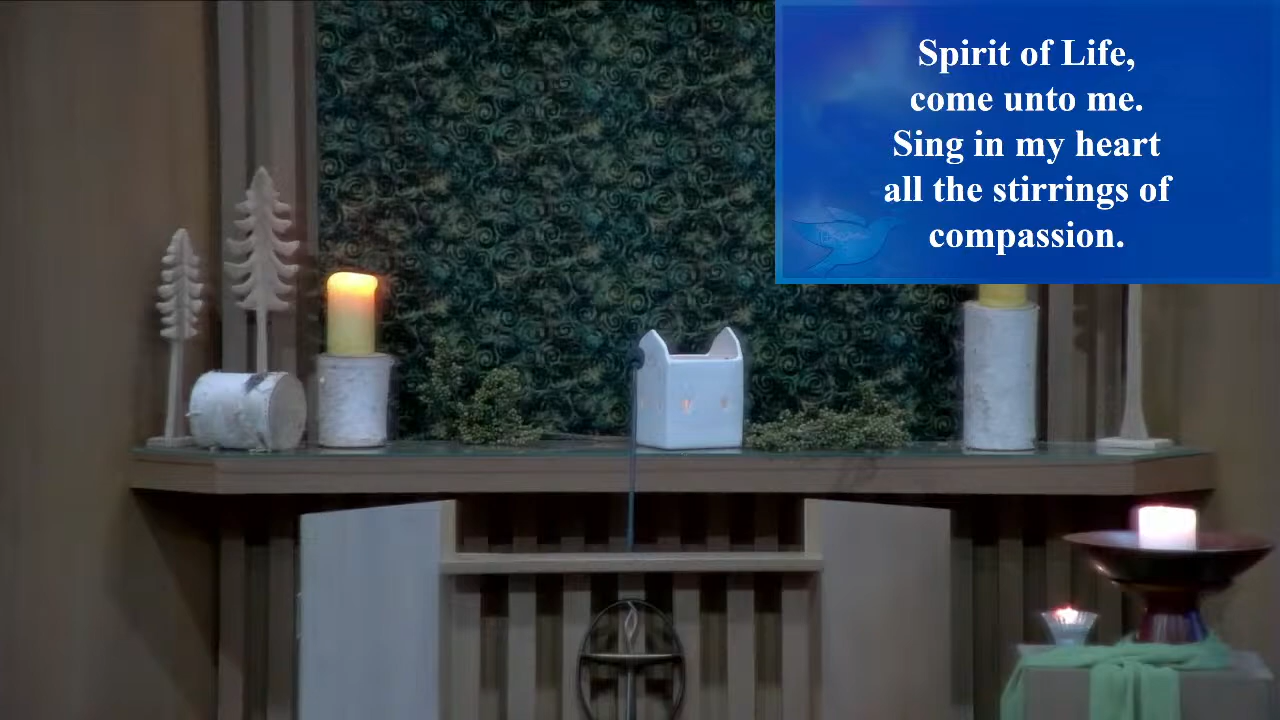 Spirit of Life,
come unto me.
Sing in my heart
all the stirrings of
compassion.